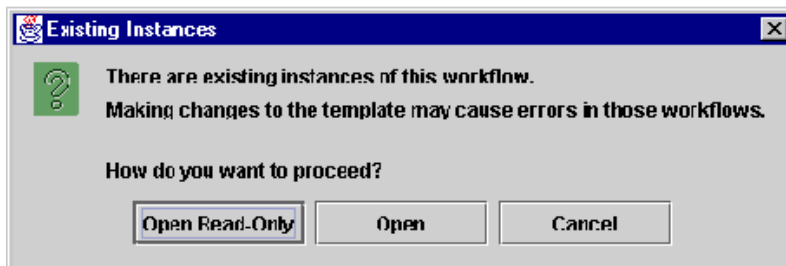 Existing Instances
There are existing instances of this workflow.
Making changes to the template may cause errors in those workflows.
How do you want to proceed?
Open Read-Only Open Cancel